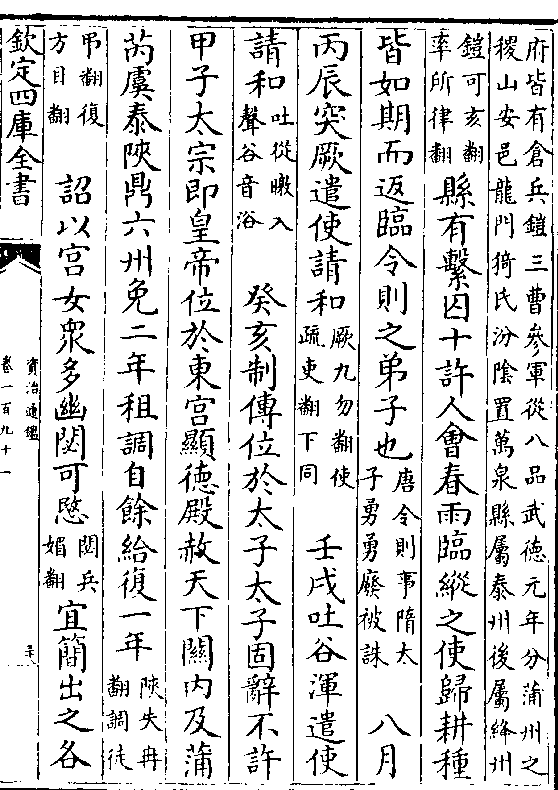 府皆有倉兵鎧三曹參軍從八品武德元年分蒲州之
稷山安邑龍門猗氏汾隂置萬泉縣屬泰州後屬絳州
鎧可亥翻
率所律翻
縣有繫囚十許人會春雨臨縱之使歸耕種
皆如期而返臨令則之弟子也
唐令則事隋太
子勇勇廢被誅
八月
丙辰突厥遣使請和
厥九勿翻使
疏吏翻下同
壬戌吐谷渾遣使
請和
吐從暾入
聲谷音浴
癸亥制傳位於太子太子固辭不許
甲子太宗即皇帝位於東宫顯德殿赦天下關内及蒲
芮虞泰陜鼎六州免二年租調自餘給復一年
陜失冉
翻調徒
弔翻復
方目翻
詔以宫女衆多幽閟可愍
閟兵
媚翻
宜簡出之各
欽定四庫全書
資治通鑑
卷一百九十一